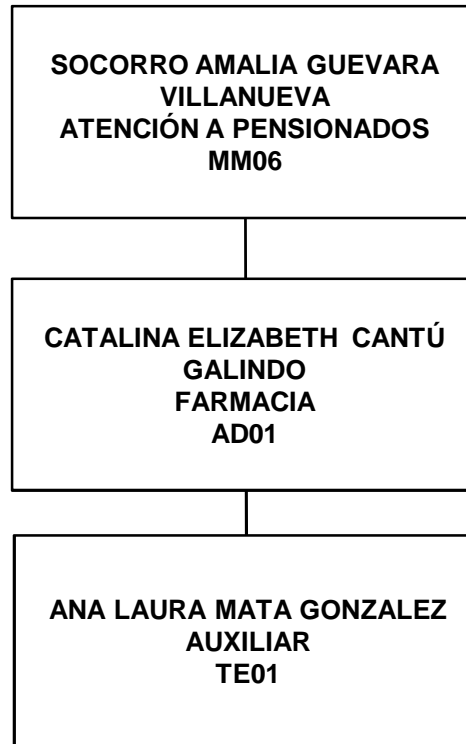 SOCORRO AMALIA GUEVARA
VILLANUEVA
ATENCIÓN A PENSIONADOS
MM06
CATALINA ELIZABETH CANTÚ
GALINDO
FARMACIA
AD01
ANA LAURA MATA GONZALEZ
AUXILIAR
TE01